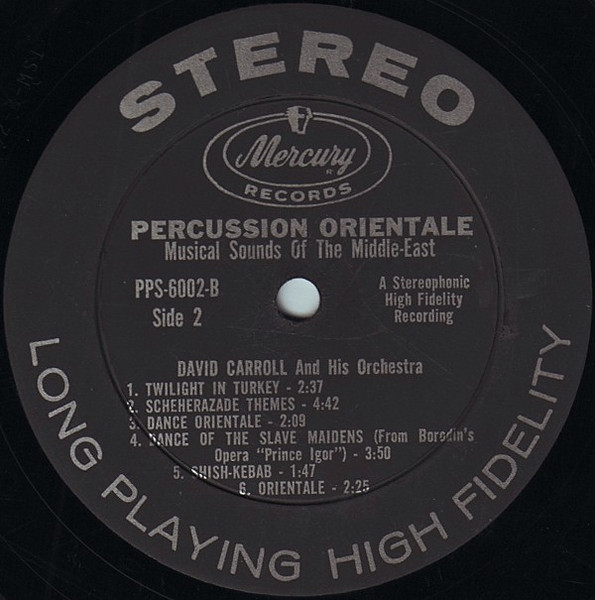 STEREO
Mercury
R
RECORDS
PERCUSSION ORIENTALE
Musical Sounds Of The Middle-East
PPS-6002-B
Side 2
A Stereophonic
High Fidelity
Recording
DAVID CARROLL And His Orchestra
1. TWILIGHT IN TURKEY - 2:37
2. SCHEHERAZADE THEMES - 4:42
3. DANCE ORIENTALE - 2:09
4. DANCE OF THE SLAVE MAIDENS (From Borodin's
Opera "Prince Igor") - 3:50
5. SHISH-KEBAB - 1:47
6. ORIENTALE - 2:25
LONG PLAYING HIGH FIDELITY